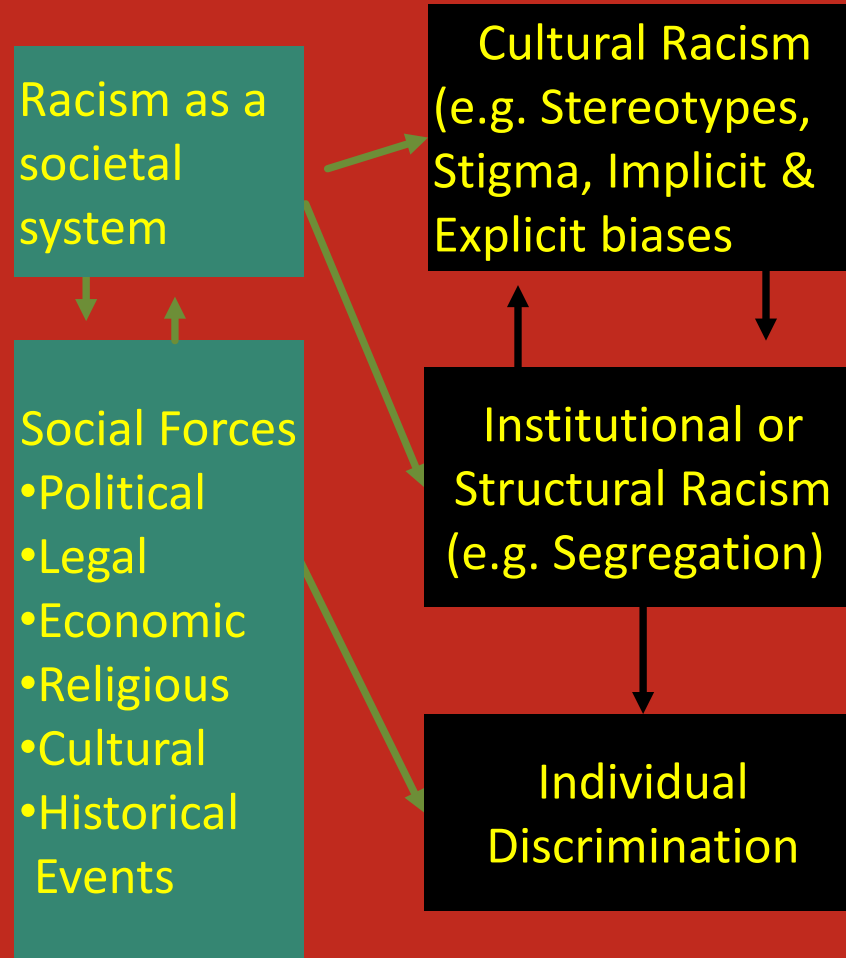 Racism as a
societal
system
Social Forces
•Political
•Legal
•Economic
•Religious
•Cultural
•Historical
Events
Cultural Racism
(e.g. Stereotypes,
Stigma, Implicit &
Explicit biases
Institutional or
Structural Racism
(e.g. Segregation)
Individual
Discrimination